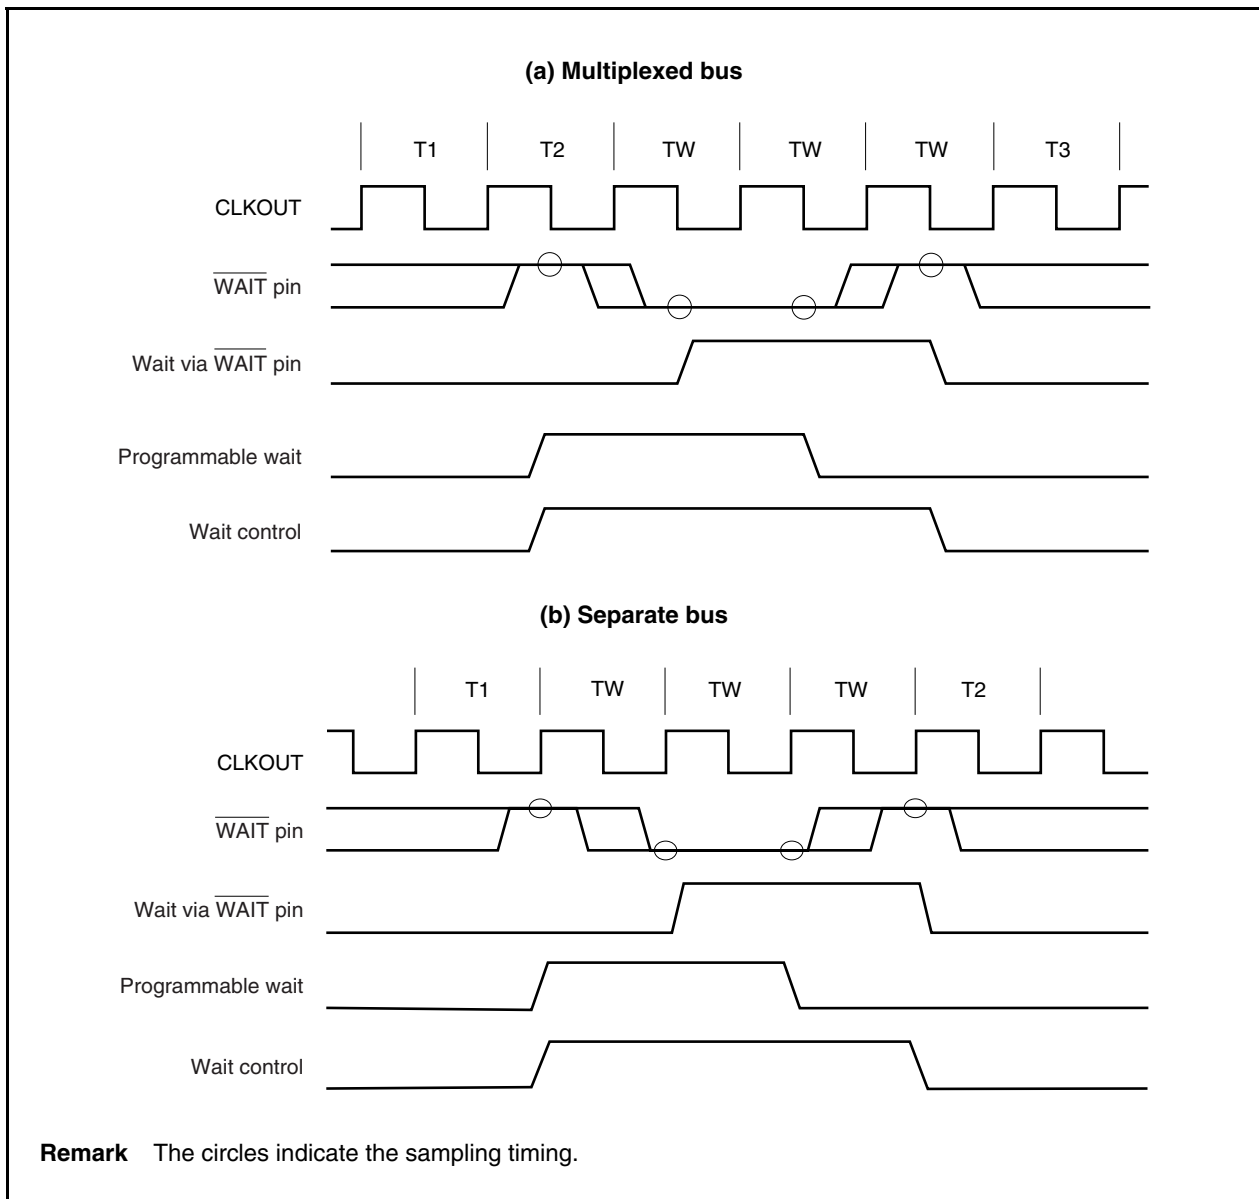 (a) Multiplexed bus
T1 T2 TW TW TW T3
CLKOUT
WAIT pin
Wait via WAIT pin
Programmable wait
Wait control
(b) Separate bus
T1 TW TW TW T2
CLKOUT
WAIT pin
Wait via WAIT pin
Programmable wait
Wait control
Remark The circles indicate the sampling timing.